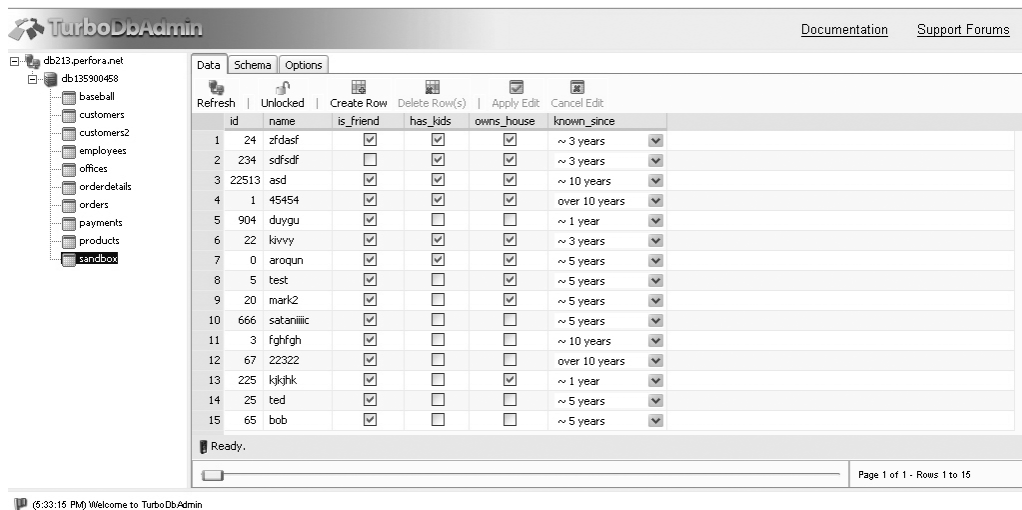 TurboDbAdmin
Documentation Support Forums
db213.perfora.net
db135900458
baseball
customers
customers2
employees
offices
orderdetails
orders
payments
products
sandbox
Data Schema Options
Refresh | Unlocked | Create Row Delete Row(s) | Apply Edit Cancel Edit
id name is_friend has_kids owns_house known_since
1 24 zfdasf ~ 3 years
2 234 sdfsdf ~ 3 years
3 22513 asd ~ 10 years
4 1 45454 over 10 years
5 904 duygu ~ 1 year
6 22 kivvy ~ 3 years
7 0 aroqun ~ 5 years
8 5 test ~ 5 years
9 20 mark2 ~ 5 years
10 666 sataniiiic ~ 5 years
11 3 fghfgh ~ 10 years
12 67 22322 over 10 years
13 225 kjkjhk ~ 1 year
14 25 ted ~ 5 years
15 65 bob ~ 5 years
Ready.
Page 1 of 1 - Rows 1 to 15
(5:33:15 PM) Welcome to TurboDbAdmin